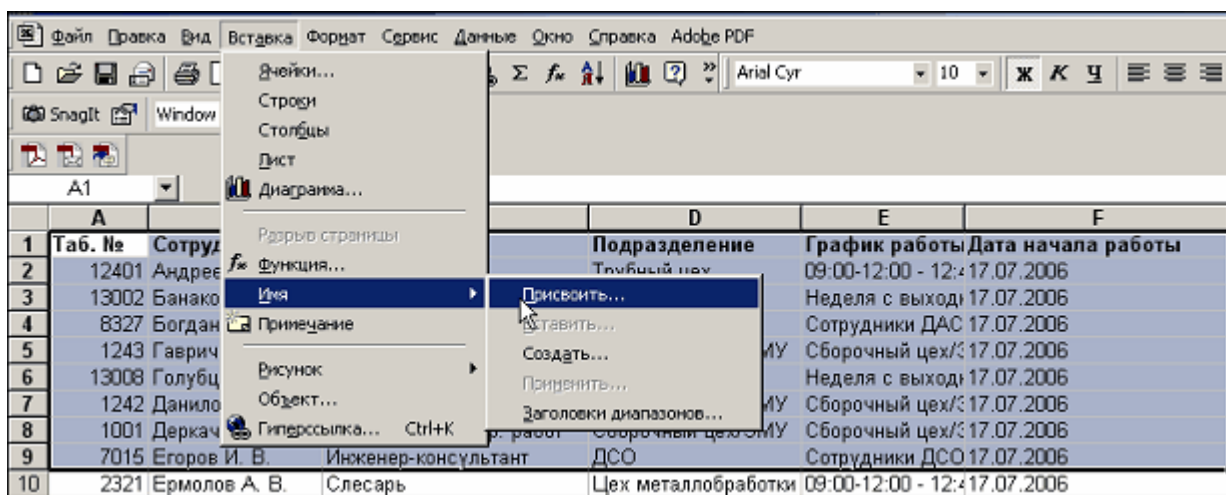 Файл Правка Вид Вставка Формат Сервис Данные Окно Справка Adobe PDF
Arial Cyr 10 Ж К Ч
SnagIt Window
A1
Ячейки...
Строки
Столбцы
Лист
Диаграмма...
Разрыв страницы
Функция...
Имя
Примечание
Рисунок
Объект...
Гиперссылка... Ctrl+K
Присвоить...
Вставить...
Создать...
Применить...
Заголовки диапазонов...
A D E F
1 Таб. № Сотруд Подразделение График работы Дата начала работы
2 12401 Андрее Трубный цех 09:00-12:00 - 12:4 17.07.2006
3 13002 Банако Неделя с выход 17.07.2006
4 8327 Богдан Сотрудники ДАС 17.07.2006
5 1243 Гаврич МУ Сборочный цех/ 17.07.2006
6 13008 Голубц Неделя с выход 17.07.2006
7 1242 Данило МУ Сборочный цех/ 17.07.2006
8 1001 Деркач р. работ Сборочный цех/ЭМУ Сборочный цех/ 17.07.2006
9 7015 Егоров И. В. Инженер-консультант ДСО Сотрудники ДСО 17.07.2006
10 2321 Ермолов А. В. Слесарь Цех металлобработки 09:00-12:00 - 12:4 17.07.2006